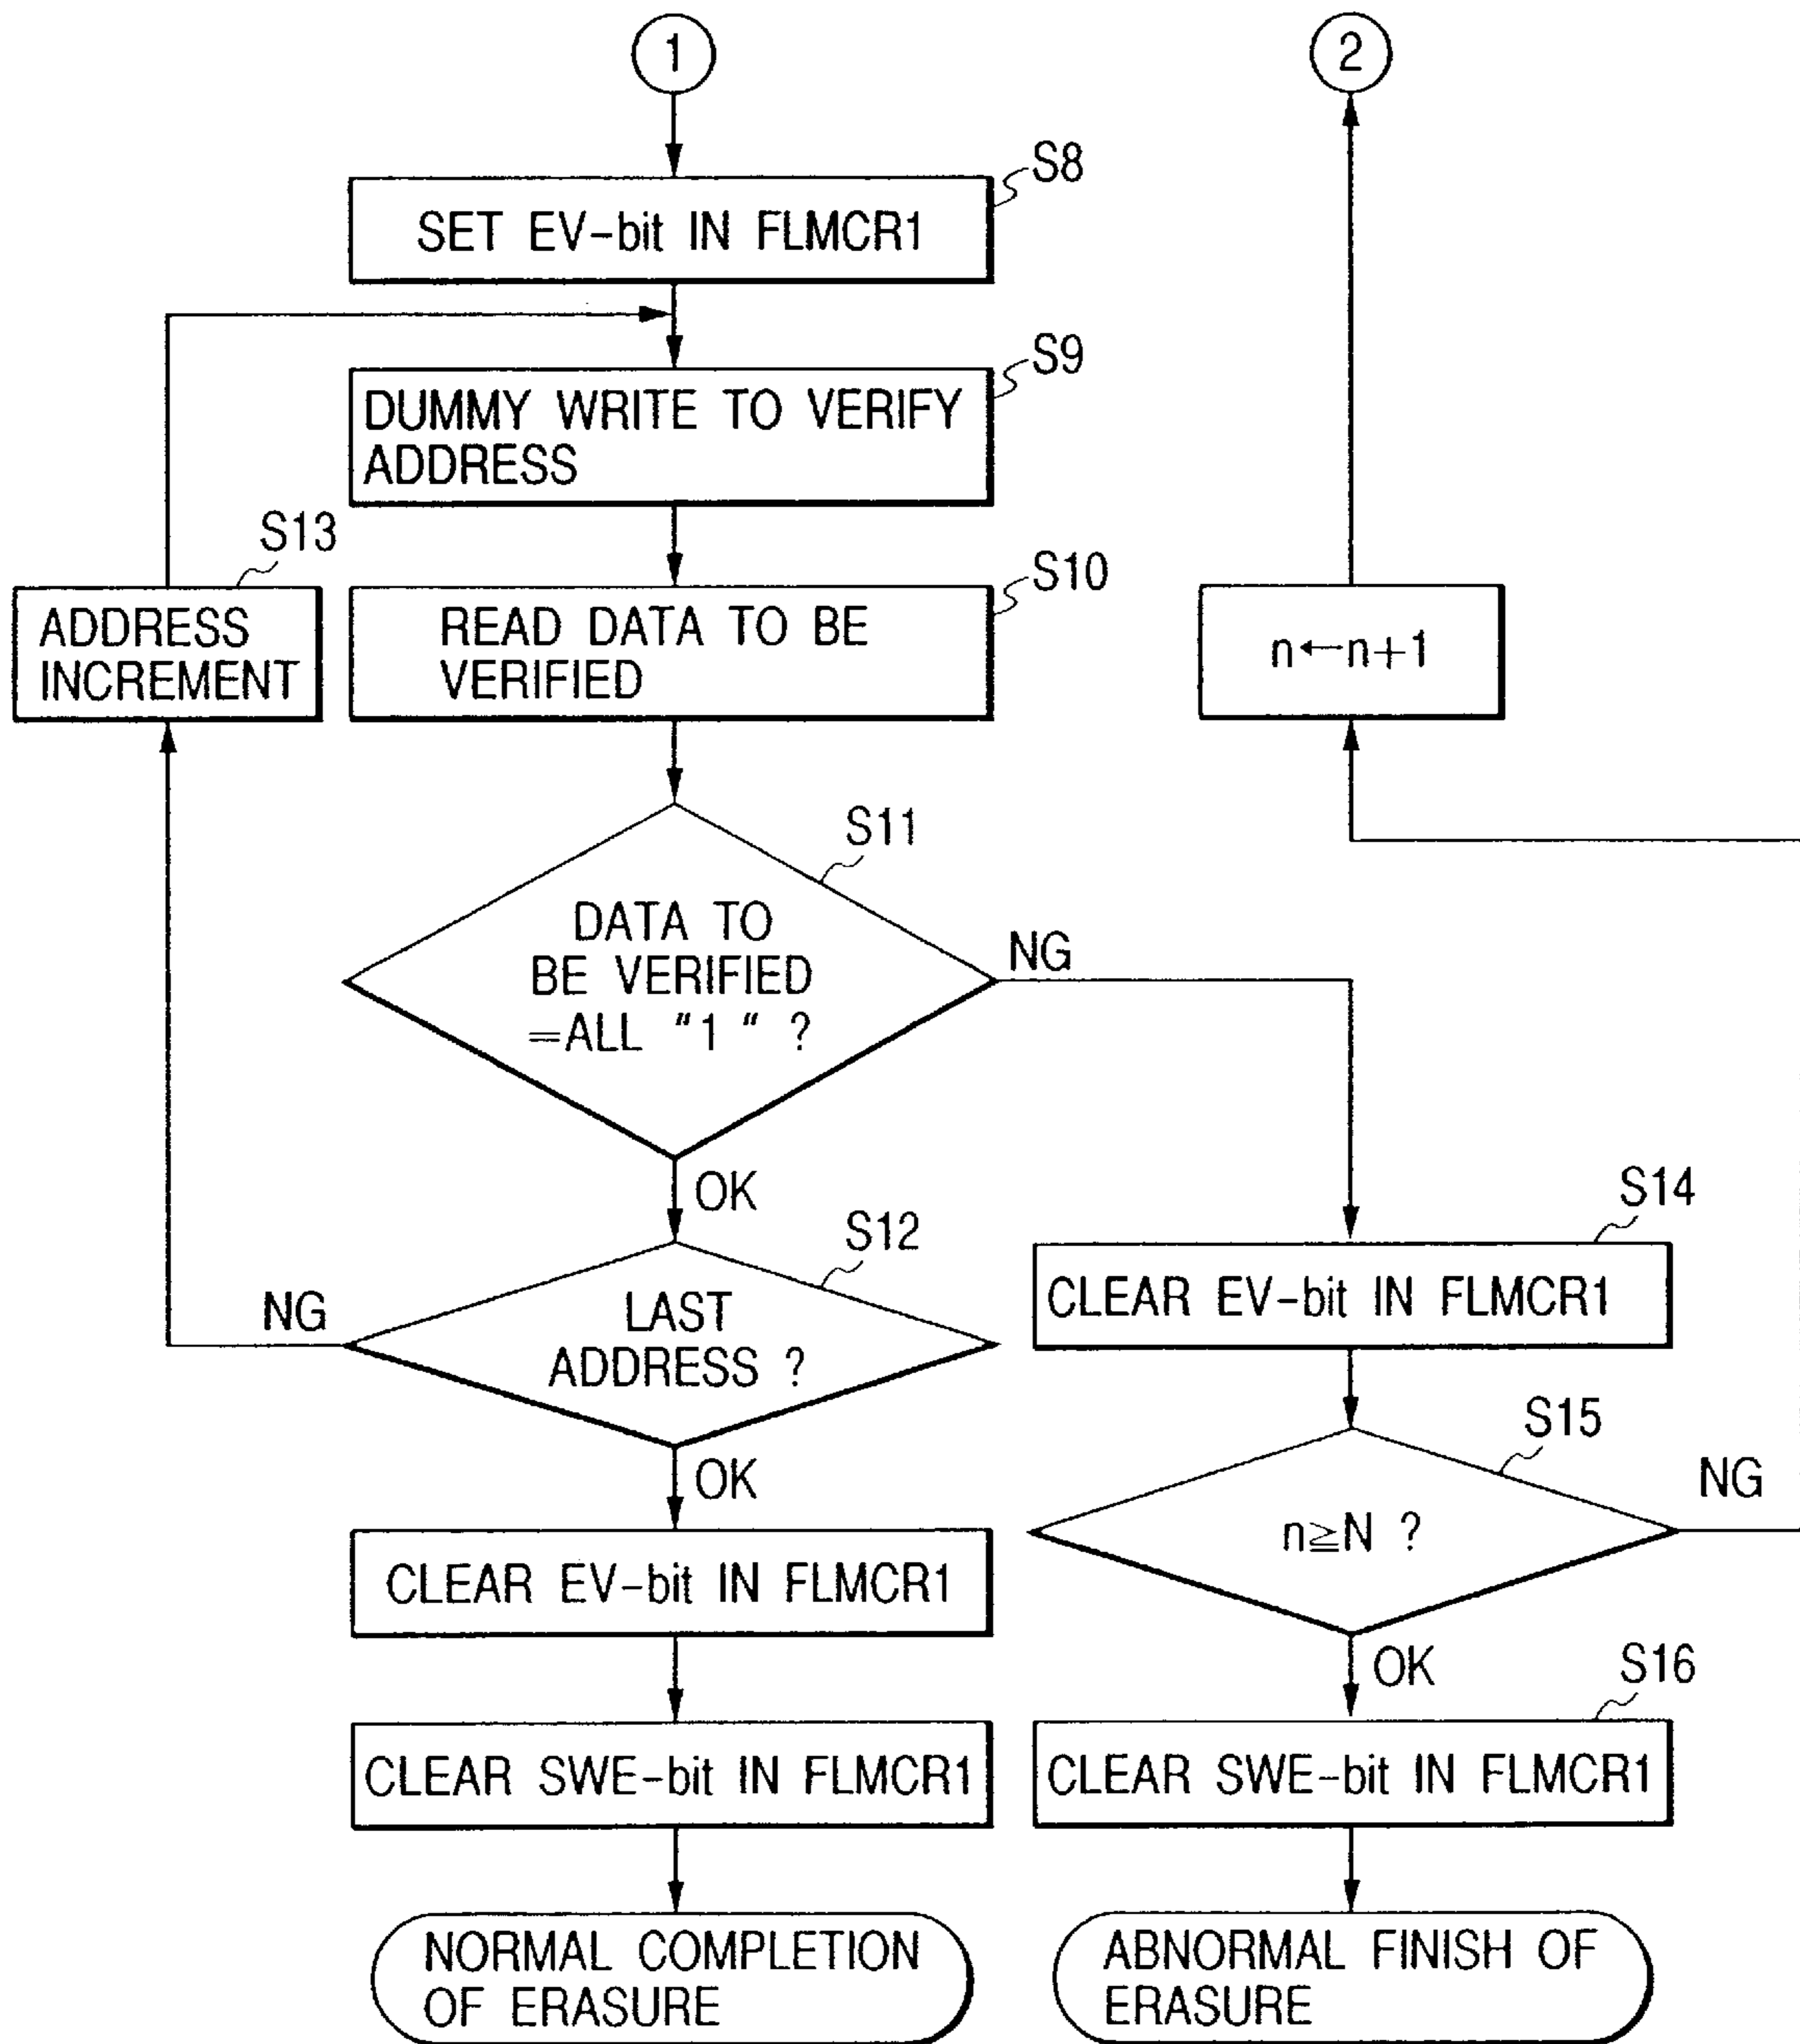 1
2
S8
SET EV-bit IN FLMCR1
S9
DUMMY WRITE TO VERIFY
ADDRESS
S13
ADDRESS
INCREMENT
S10
READ DATA TO BE
VERIFIED
n←n+1
S11
DATA TO
BE VERIFIED
=ALL "1" ?
NG
OK
S12
LAST
ADDRESS ?
NG
OK
S14
CLEAR EV-bit IN FLMCR1
S15
n≧N ?
NG
OK
CLEAR EV-bit IN FLMCR1
S16
CLEAR SWE-bit IN FLMCR1
CLEAR SWE-bit IN FLMCR1
NORMAL COMPLETION
OF ERASURE
ABNORMAL FINISH OF
ERASURE